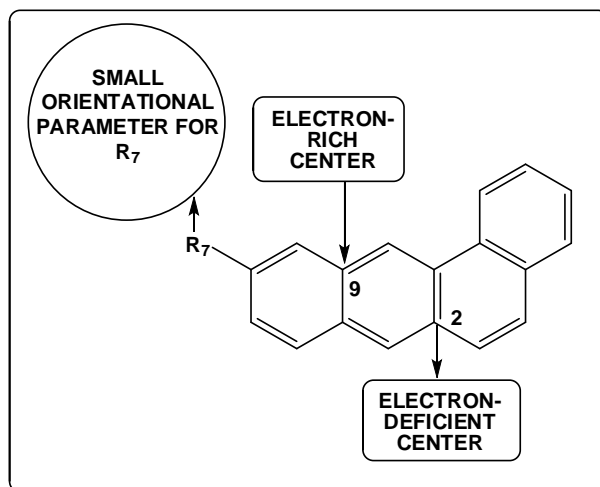 SMALL
ORIENTATIONAL
PARAMETER FOR
R7
ELECTRON-
RICH
CENTER
R7
9
2
ELECTRON-
DEFICIENT
CENTER